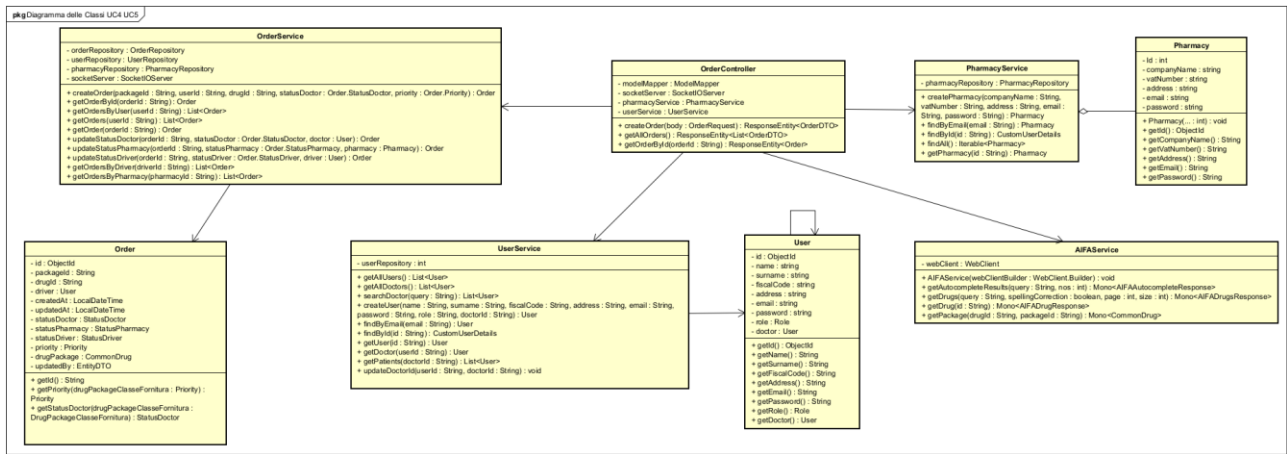 pkg Diagramma delle Classi UC4 UC5
OrderService
- orderRepository : OrderRepository
- userRepository : UserRepository
- pharmacyRepository : PharmacyRepository
- socketServer : SocketIOServer
+ createOrder(packageId : String, userId : String, drugId : String, statusDoctor : Order.StatusDoctor, priority : Order.Priority) : Order
+ getOrderById(orderId : String) : Order
+ getOrdersByUser(userId : String) : List<Order>
+ getOrders(userId : String) : List<Order>
+ getOrder(orderId : String) : Order
+ updateStatusDoctor(orderId : String, statusDoctor : Order.StatusDoctor, doctor : User) : Order
+ updateStatusPharmacy(orderId : String, statusPharmacy : Order.StatusPharmacy, pharmacy : Pharmacy) : Order
+ updateStatusDriver(orderId : String, statusDriver : Order.StatusDriver, driver : User) : Order
+ getOrdersByDriver(driverId : String) : List<Order>
+ getOrdersByPharmacy(pharmacyId : String) : List<Order>
OrderController
- modelMapper : ModelMapper
- socketServer : SocketIOServer
- pharmacyService : PharmacyService
- userService : UserService
+ createOrder(body : OrderRequest) : ResponseEntity<OrderDTO>
+ getAllOrders() : ResponseEntity<List<OrderDTO>
+ getOrderById(orderId : String) : ResponseEntity<Order>
PharmacyService
- pharmacyRepository : PharmacyRepository
+ createPharmacy(companyName : String,
vatNumber : String, address : String, email :
String, password : String) : Pharmacy
+ findByEmail(email : String) : Pharmacy
+ findById(id : String) : CustomUserDetails
+ findAll() : Iterable<Pharmacy>
+ getPharmacy(id : String) : Pharmacy
Pharmacy
- Id : int
- companyName : string
- vatNumber : string
- address : string
- email : string
- password : string
+ Pharmacy(... : int) : void
+ getId() : ObjectId
+ getCompanyName() : String
+ getVatNumber() : String
+ getAddress() : String
+ getEmail() : String
+ getPassword() : String
Order
- id : ObjectId
- packageId : String
- drugId : String
- driver : User
- createdAt : LocalDateTime
- updatedAt : LocalDateTime
- statusDoctor : StatusDoctor
- statusPharmacy : StatusPharmacy
- statusDriver : StatusDriver
- priority : Priority
- drugPackage : CommonDrug
- updatedBy : EntityDTO
+ getId() : String
+ getPriority(drugPackageClasseFornitura : Priority) :
Priority
+ getStatusDoctor(drugPackageClasseFornitura :
DrugPackageClasseFornitura) : StatusDoctor
UserService
- userRepository : int
+ getAllUsers() : List<User>
+ getAllDoctors() : List<User>
+ searchDoctor(query : String) : List<User>
+ createUser(name : String, surname : String, fiscalCode : String, address : String, email : String,
password : String, role : String, doctorId : String) : User
+ findByEmail(email : String) : User
+ findById(id : String) : CustomUserDetails
+ getUser(id : String) : User
+ getDoctor(userId : String) : User
+ getPatients(doctorId : String) : List<User>
+ updateDoctorId(userId : String, doctorId : String) : void
User
- id : ObjectId
- name : string
- surname : string
- fiscalCode : string
- address : string
- email : string
- password : string
- role : Role
- doctor : User
+ getId() : ObjectId
+ getName() : String
+ getSurname() : String
+ getFiscalCode() : String
+ getAddress() : String
+ getEmail() : String
+ getPassword() : String
+ getRole() : Role
+ getDoctor() : User
AIFAService
- webClient : WebClient
+ AIFAService(webClientBuilder : WebClient.Builder) : void
+ getAutocompleteResults(query : String, nos : int) : Mono<AIFAAutocompleteResponse>
+ getDrugs(query : String, spellingCorrection : boolean, page : int, size : int) : Mono<AIFADrugsResponse>
+ getDrug(id : String) : Mono<AIFADrugResponse>
+ getPackage(drugId : String, packageId : String) : Mono<CommonDrug>